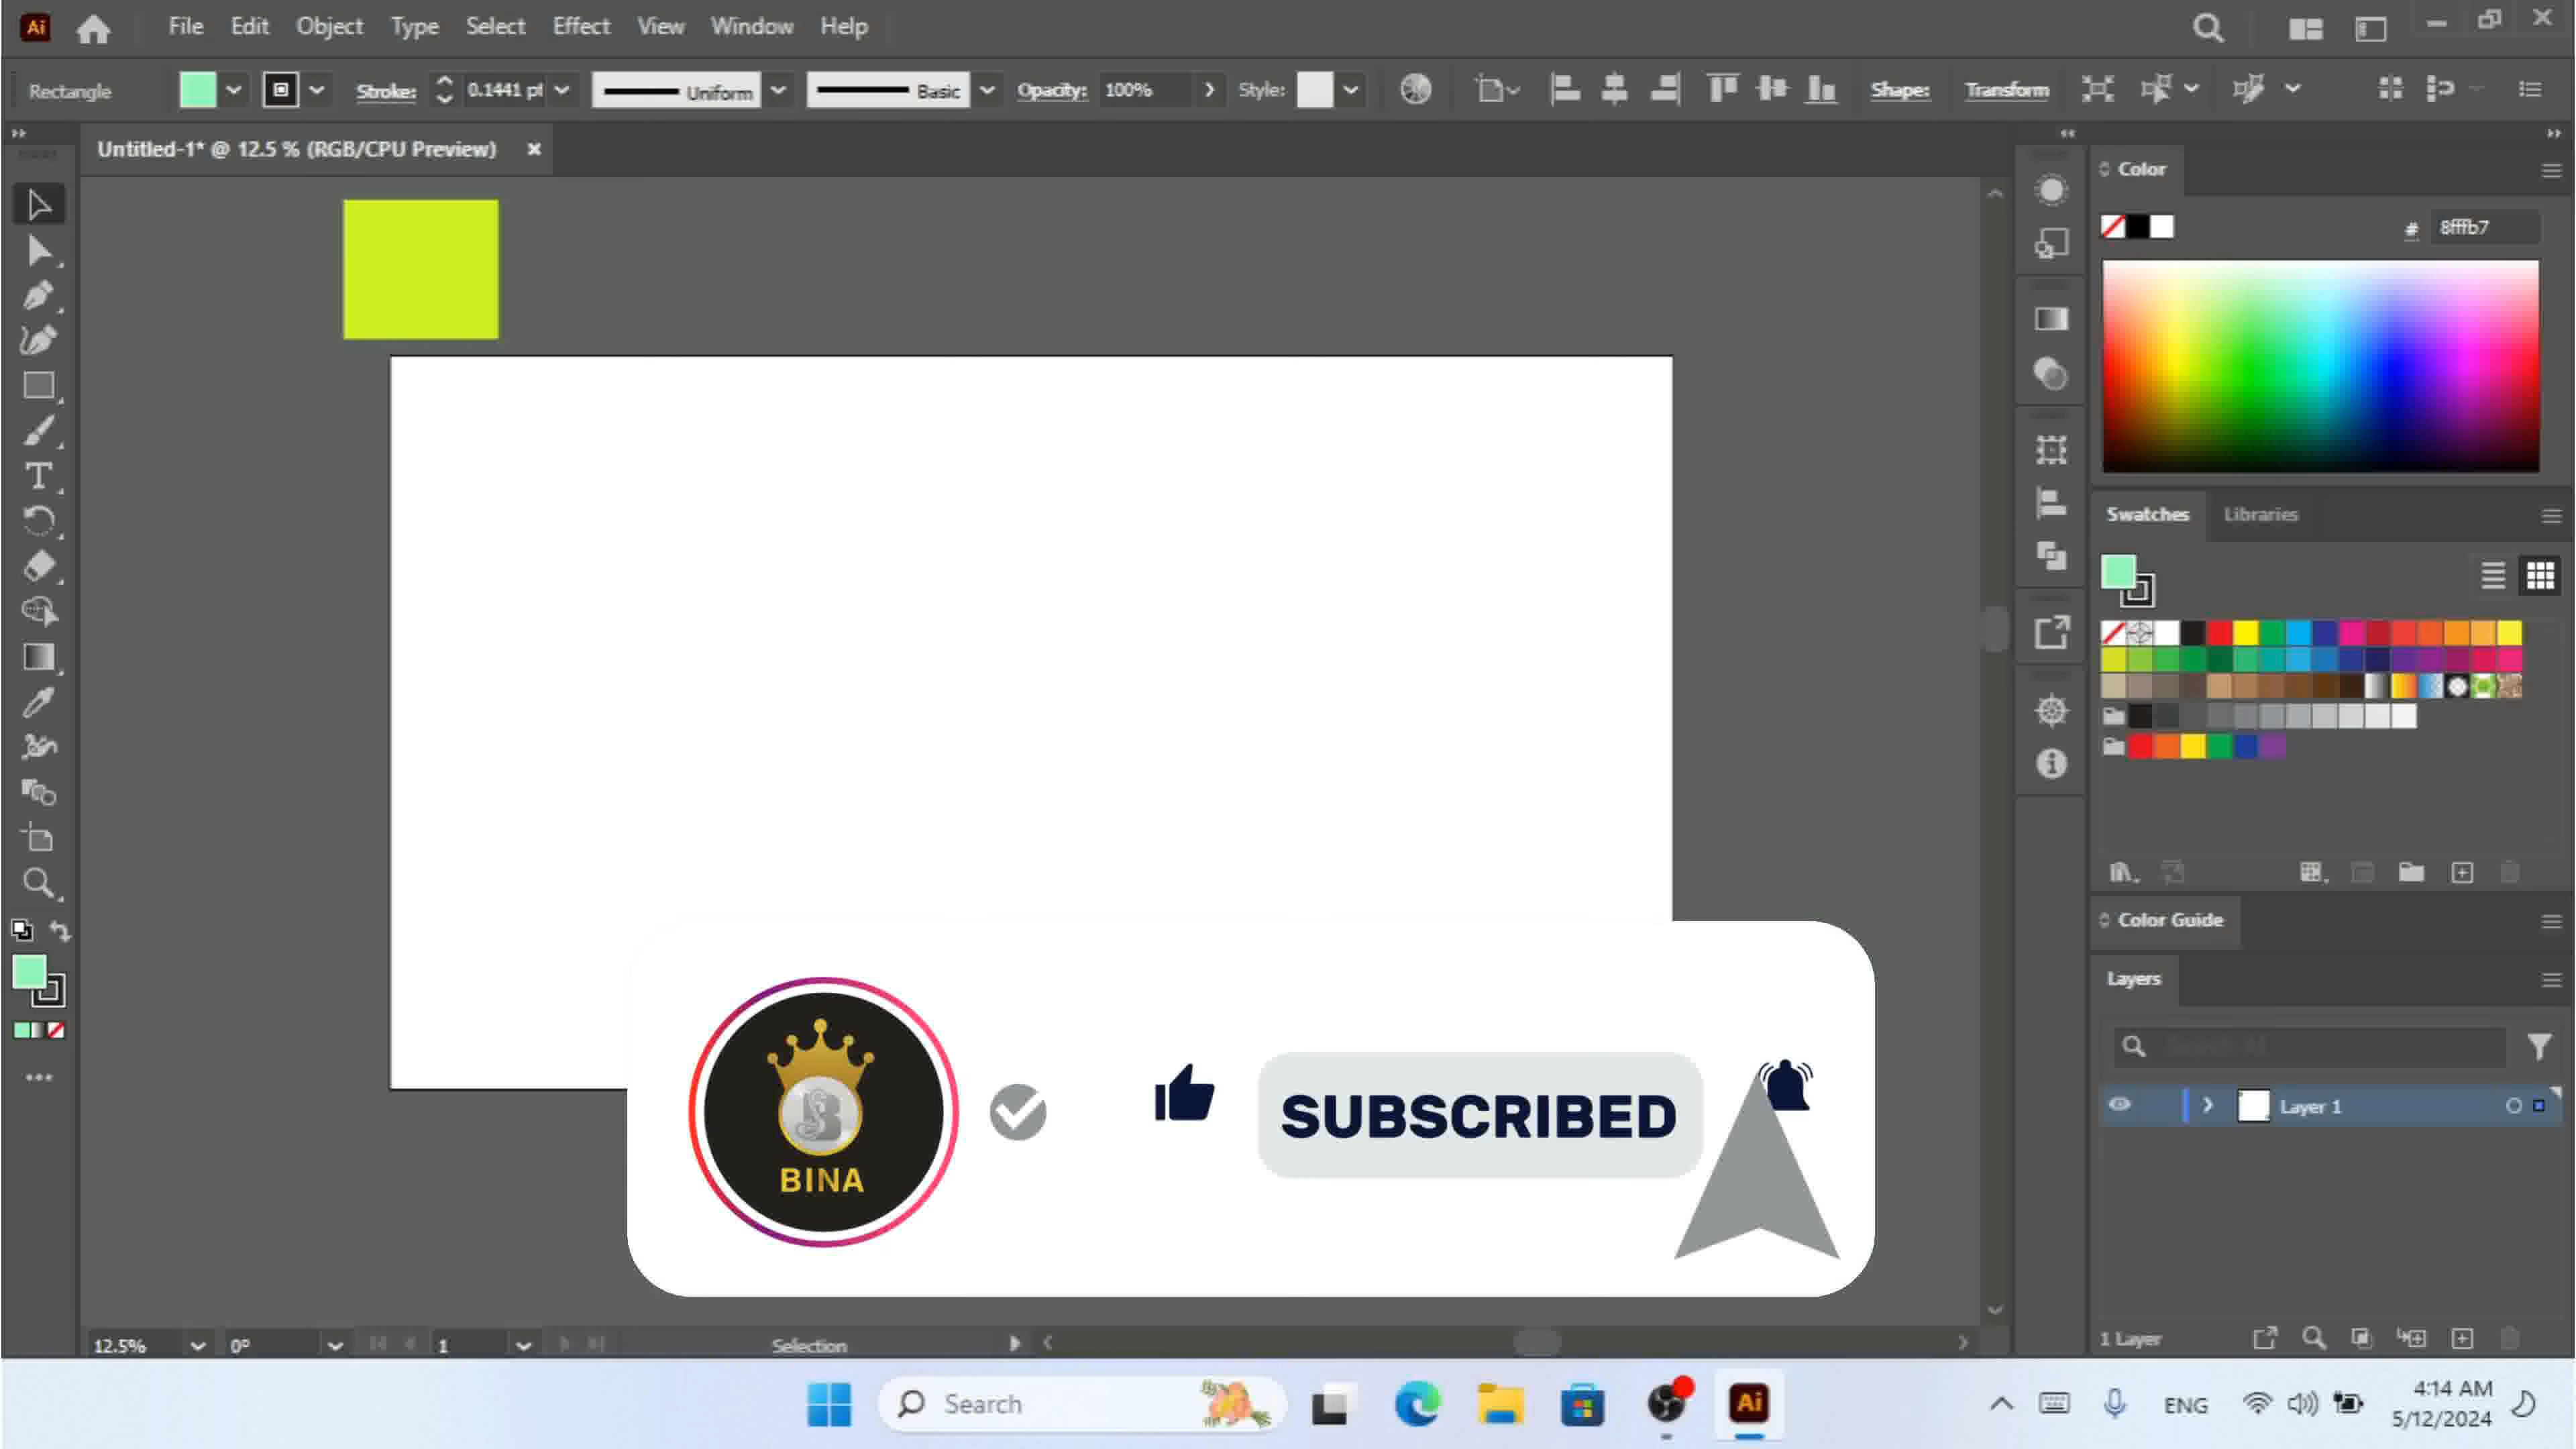 Ai File Edit Object Type Select Effect View Window Help
Rectangle Stroke: 0.1441 pt Uniform Basic Opacity: 100% Style: Shape: Transform
Untitled-1* @ 12.5 % (RGB/CPU Preview)
Color
# 8fffb7
Swatches Libraries
Color Guide
Layers
Layer 1
BINA
SUBSCRIBED
12.5% 0° 1 Selection
1 Layer
Search
Ai
ENG
4:14 AM
5/12/2024